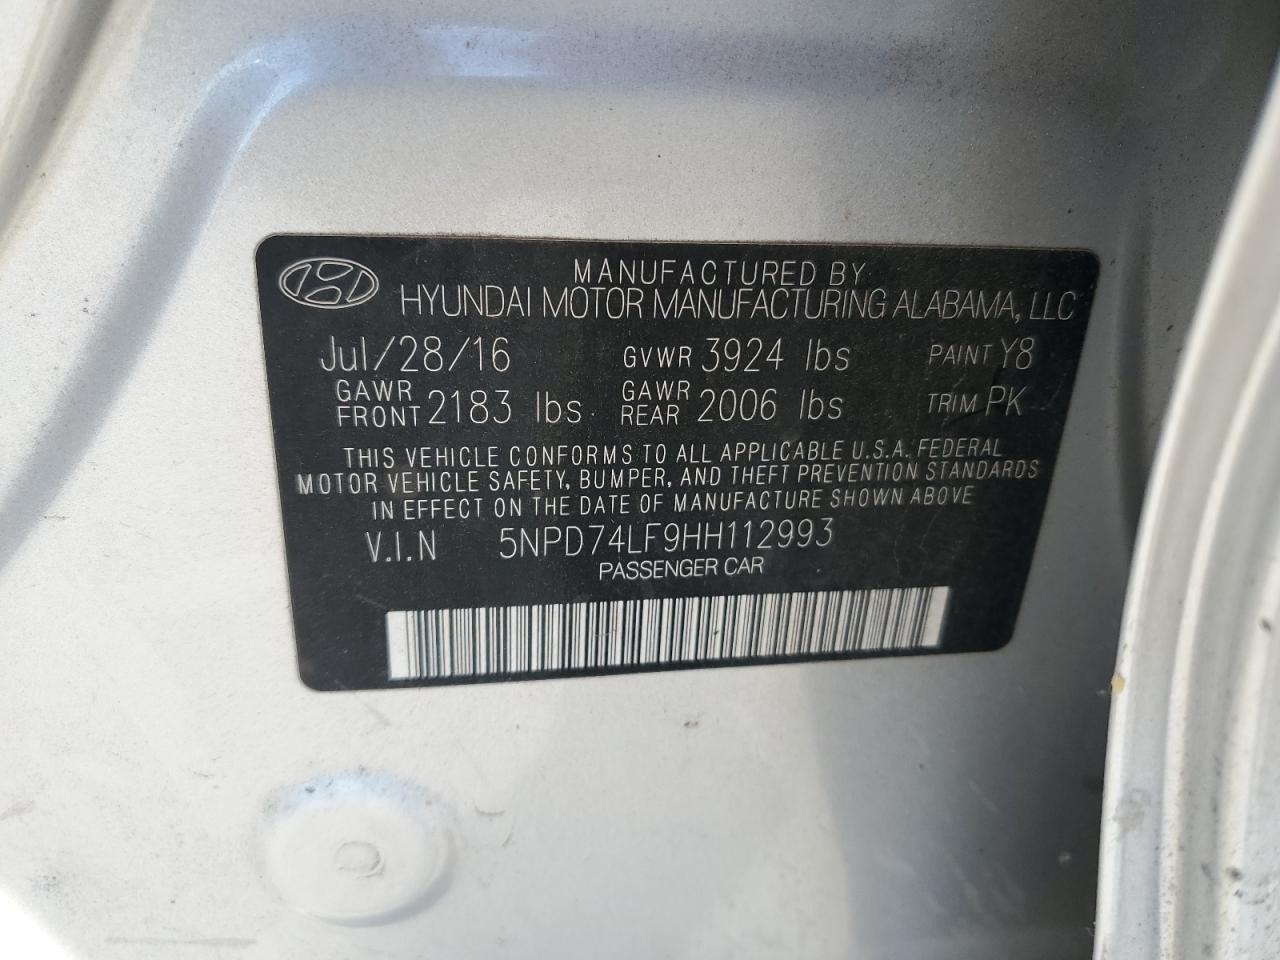 MANUFACTURED BY
HYUNDAI MOTOR MANUFACTURING ALABAMA, LLC
Jul/28/16 GVWR 3924 lbs PAINT Y8
GAWR FRONT 2183 lbs GAWR REAR 2006 lbs TRIM PK
THIS VEHICLE CONFORMS TO ALL APPLICABLE U.S.A. FEDERAL
MOTOR VEHICLE SAFETY, BUMPER, AND THEFT PREVENTION STANDARDS
IN EFFECT ON THE DATE OF MANUFACTURE SHOWN ABOVE
V.I.N 5NPD74LF9HH112993
PASSENGER CAR